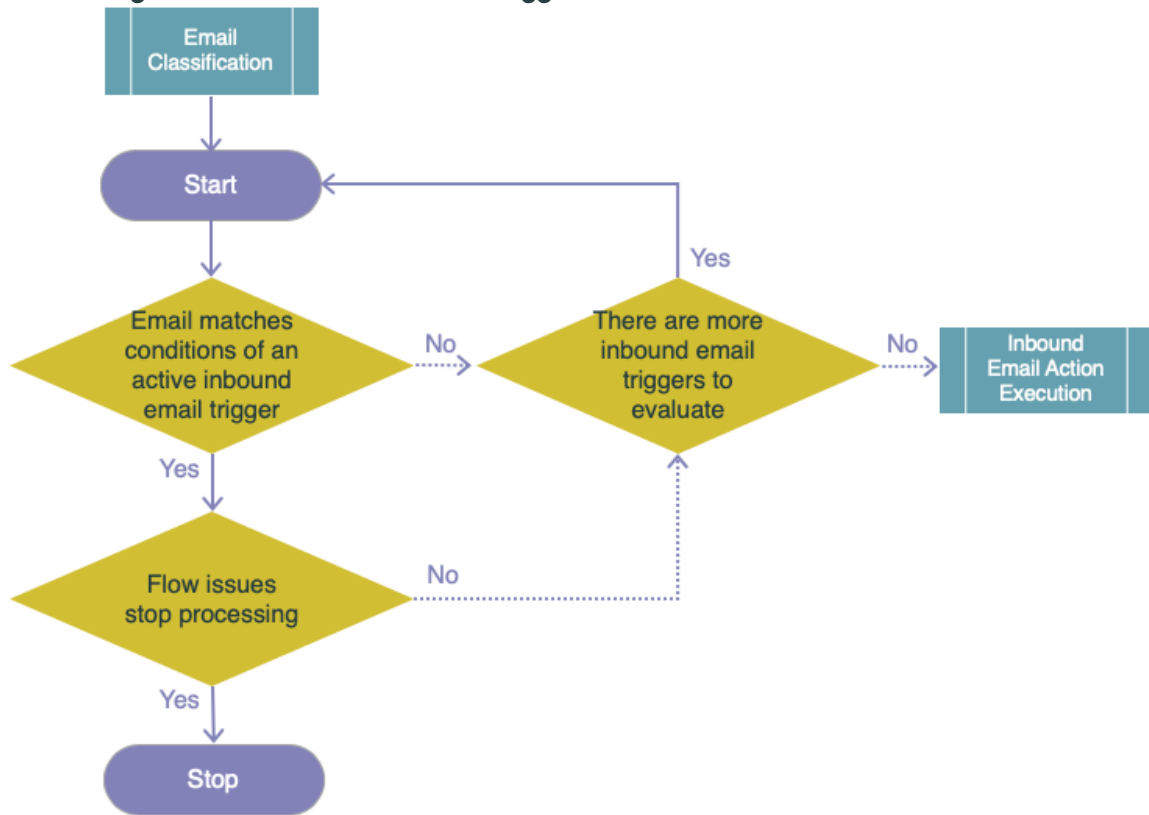 Email
Classification
Start
Yes
Email matches
conditions of an
active inbound
email trigger
No
There are more
inbound email
triggers to
evaluate
No
Inbound
Email Action
Execution
Yes
Flow issues
stop processing
No
Yes
Stop